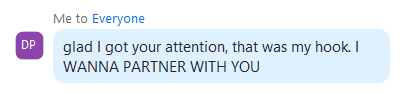 Me to Everyone
DP
glad I got your attention, that was my hook. I
WANNA PARTNER WITH YOU